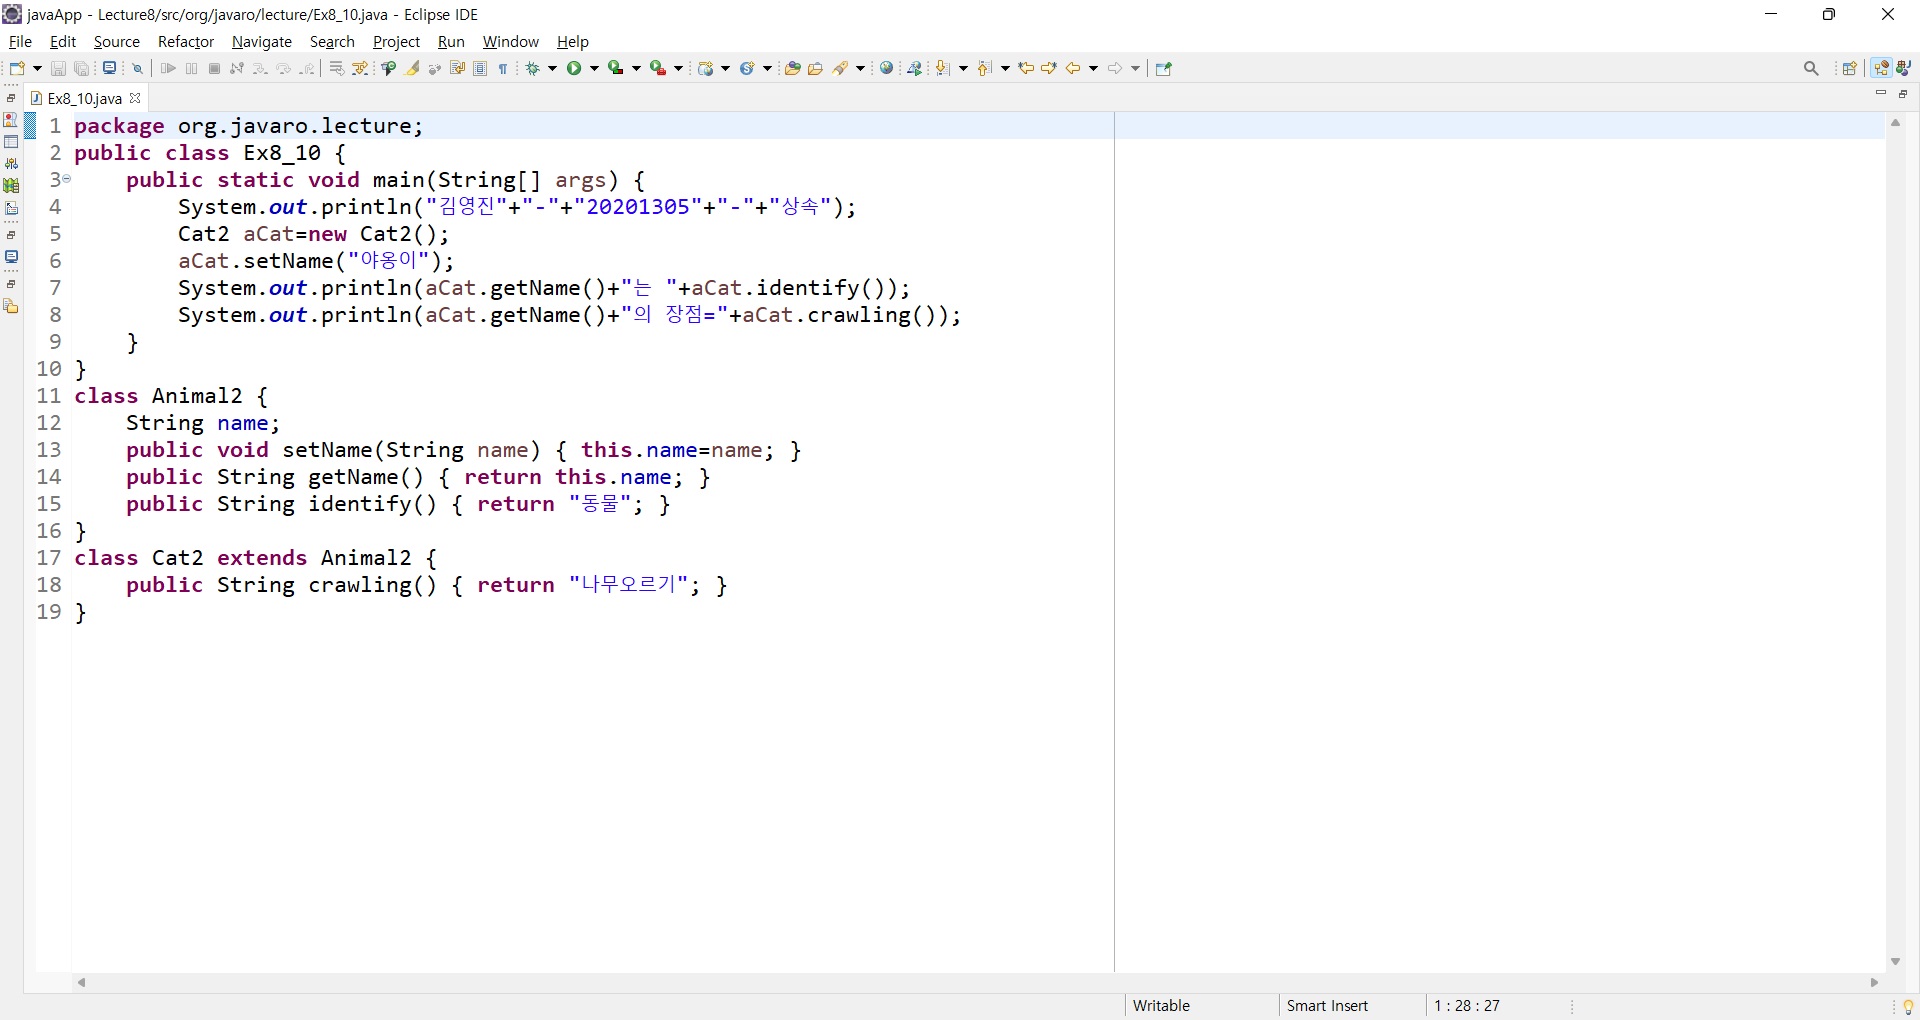 javaApp - Lecture8/src/org/javaro/lecture/Ex8_10.java - Eclipse IDE
File Edit Source Refactor Navigate Search Project Run Window Help
Ex8_10.java
1 package org.javaro.lecture;
2 public class Ex8_10 {
3 public static void main(String[] args) {
4 System.out.println("김영진"+"-"+"20201305"+"-"+"상속");
5 Cat2 aCat=new Cat2();
6 aCat.setName("야옹이");
7 System.out.println(aCat.getName()+"는 "+aCat.identify());
8 System.out.println(aCat.getName()+"의 장점="+aCat.crawling());
9 }
10 }
11 class Animal2 {
12 String name;
13 public void setName(String name) { this.name=name; }
14 public String getName() { return this.name; }
15 public String identify() { return "동물"; }
16 }
17 class Cat2 extends Animal2 {
18 public String crawling() { return "나무오르기"; }
19 }
Writable Smart Insert 1 : 28 : 27